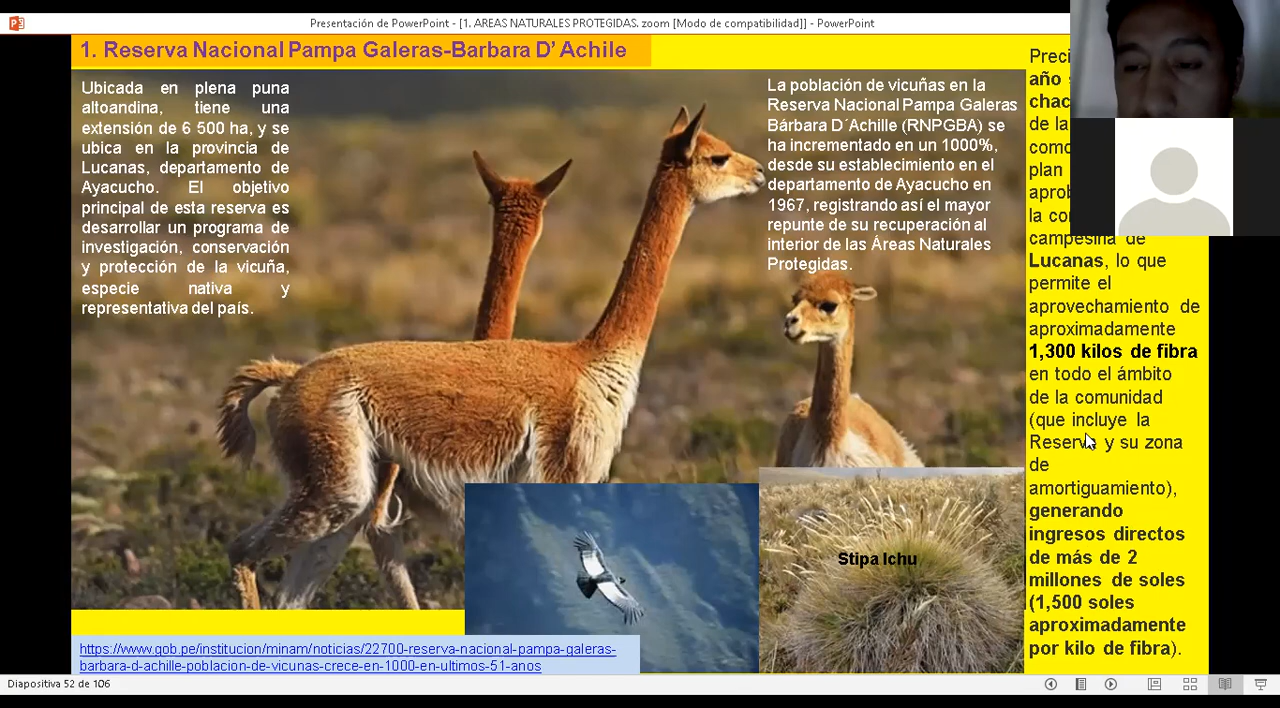 Presentación de PowerPoint - [1. AREAS NATURALES PROTEGIDAS. zoom [Modo de compatibilidad]] - PowerPoint
1. Reserva Nacional Pampa Galeras-Barbara D' Achile
Ubicada en plena puna
altoandina, tiene una
extensión de 6 500 ha, y se
ubica en la provincia de
Lucanas, departamento de
Ayacucho. El objetivo
principal de esta reserva es
desarrollar un programa de
investigación, conservación
y protección de la vicuña,
especie nativa y
representativa del país.
La población de vicuñas en la
Reserva Nacional Pampa Galeras
Bárbara D´Achille (RNPGBA) se
ha incrementado en un 1000%,
desde su establecimiento en el
departamento de Ayacucho en
1967, registrando así el mayor
repunte de su recuperación al
interior de las Áreas Naturales
Protegidas.
año
de la
plan
la
campesina de
Lucanas, lo que
permite el
aprovechamiento de
aproximadamente
1,300 kilos de fibra
en todo el ámbito
de la comunidad
(que incluye la
Reserva y su zona
de
amortiguamiento),
generando
ingresos directos
de más de 2
millones de soles
(1,500 soles
aproximadamente
por kilo de fibra).
Stipa Ichu
https://www.gob.pe/institucion/minam/noticias/22700-reserva-nacional-pampa-galeras-
barbara-d-achille-poblacion-de-vicunas-crece-en-1000-en-ultimos-51-anos
Diapositiva 52 de 106